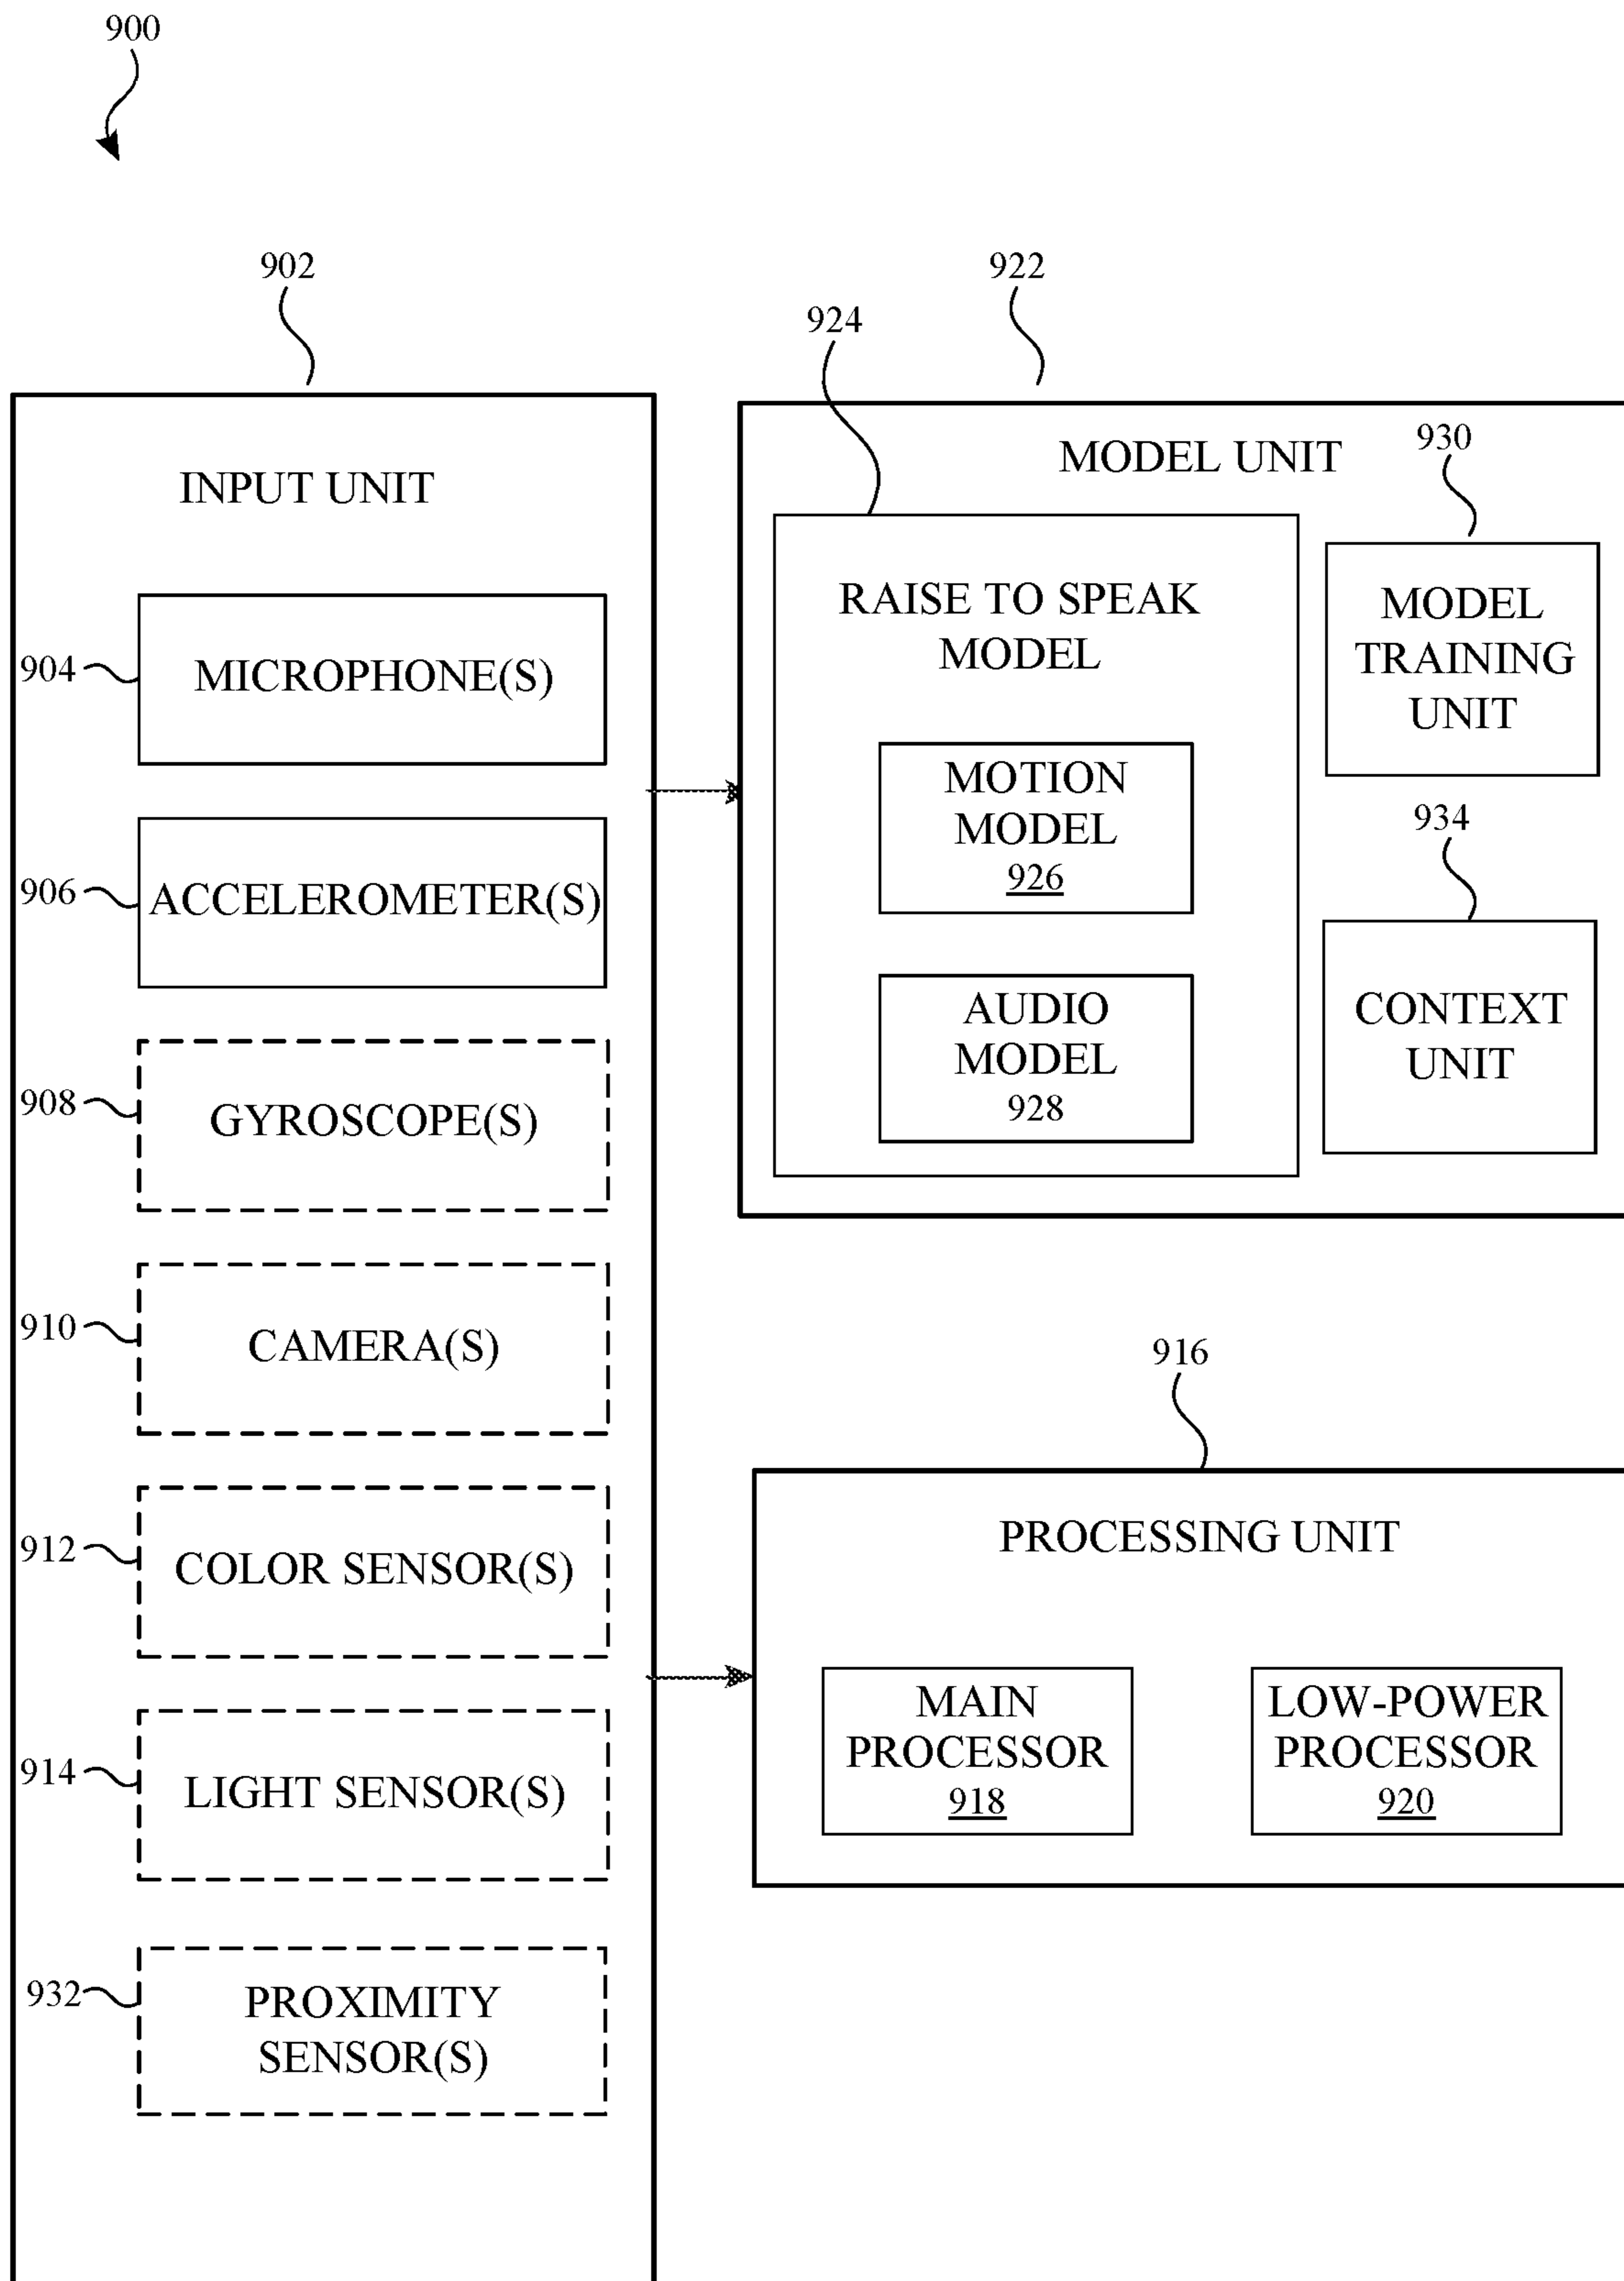 900
902
INPUT UNIT
904
MICROPHONE(S)
906
ACCELEROMETER(S)
908
GYROSCOPE(S)
910
CAMERA(S)
912
COLOR SENSOR(S)
914
LIGHT SENSOR(S)
932
PROXIMITY
SENSOR(S)
922
924
MODEL UNIT
RAISE TO SPEAK
MODEL
MOTION
MODEL
926
AUDIO
MODEL
928
930
MODEL
TRAINING
UNIT
934
CONTEXT
UNIT
916
PROCESSING UNIT
MAIN
PROCESSOR
918
LOW-POWER
PROCESSOR
920